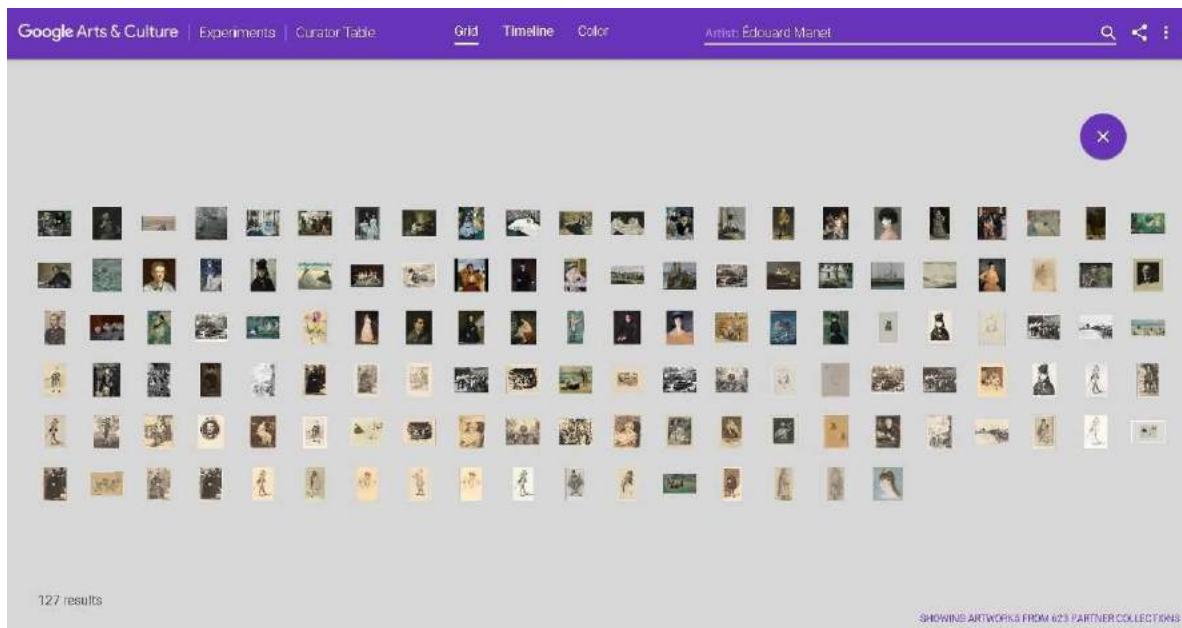 Google Arts & Culture | Experiments | Curator Table Grid Timeline Color Artist: Édouard Manet
127 results
SHOWING ARTWORKS FROM 623 PARTNER COLLECTIONS